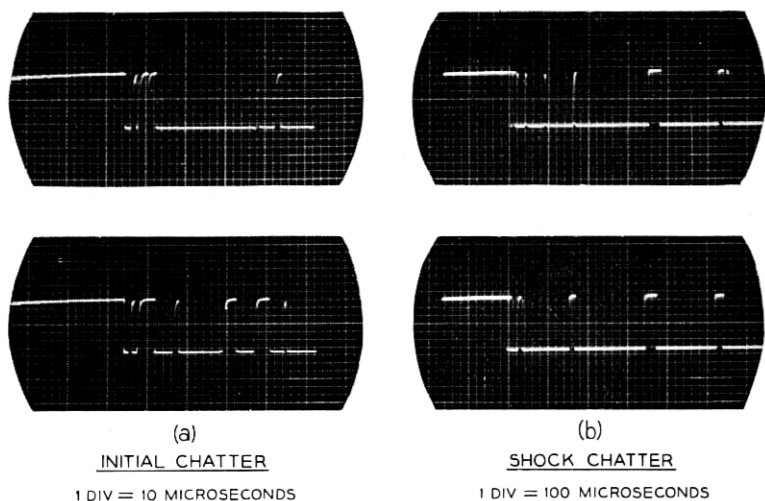 (a)
INITIAL CHATTER
1 DIV = 10 MICROSECONDS
(b)
SHOCK CHATTER
1 DIV = 100 MICROSECONDS